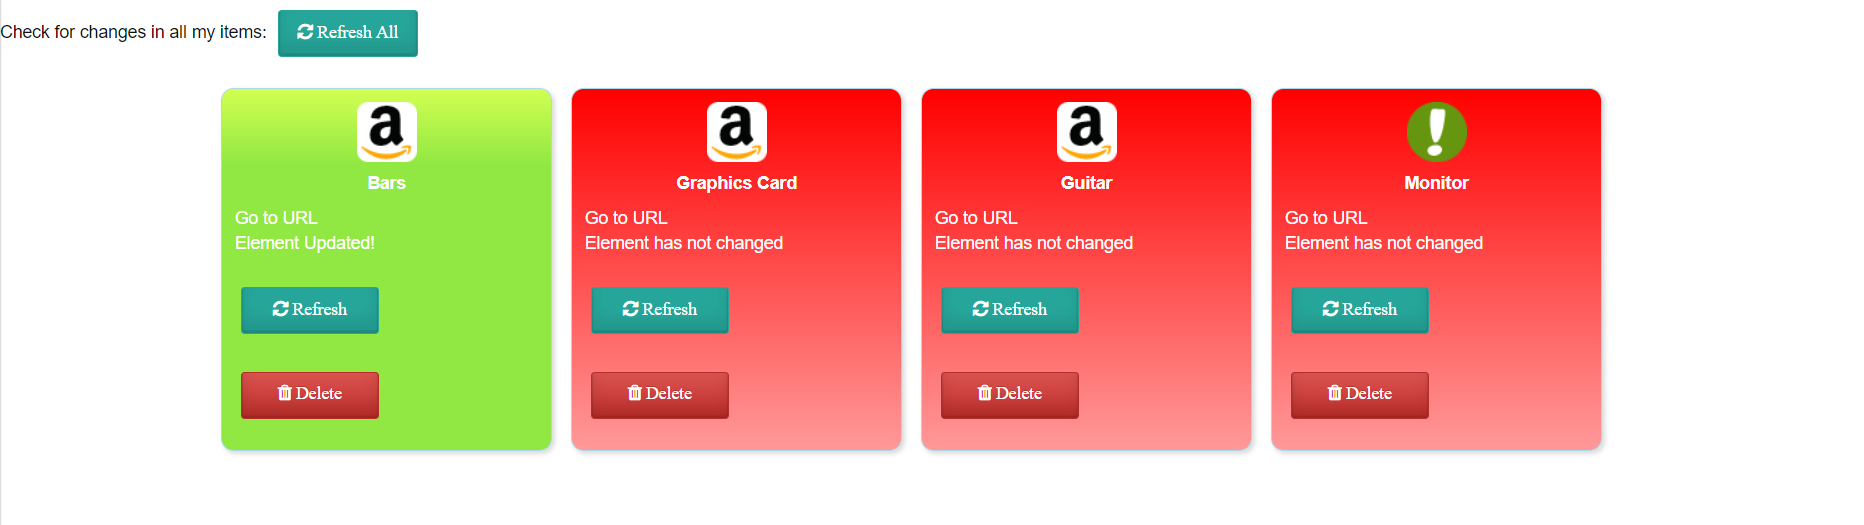 Check for changes in all my items: Refresh All
a
Bars
Go to URL
Element Updated!
Refresh
Delete
a
Graphics Card
Go to URL
Element has not changed
Refresh
Delete
a
Guitar
Go to URL
Element has not changed
Refresh
Delete
!
Monitor
Go to URL
Element has not changed
Refresh
Delete